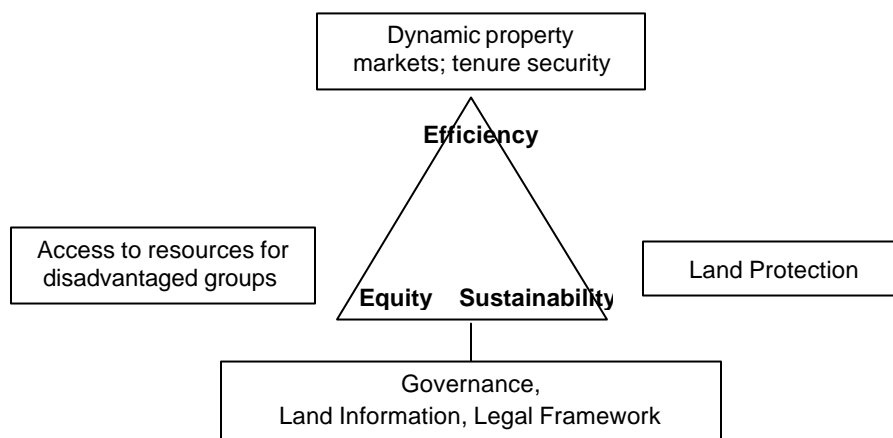 Dynamic property
markets; tenure security
Efficiency
Access to resources for
disadvantaged groups
Land Protection
Equity Sustainability
Governance,
Land Information, Legal Framework